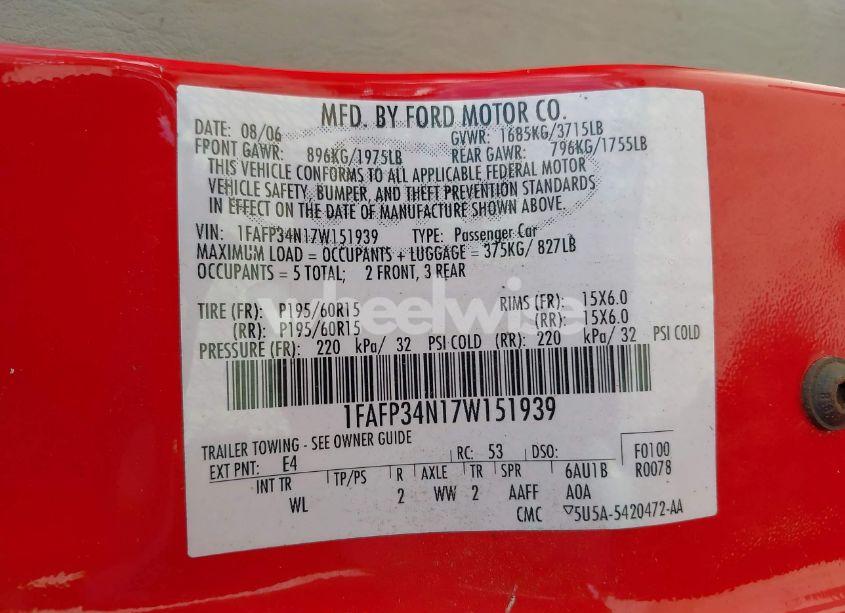 MFD. BY FORD MOTOR CO.
DATE: 08/06 GVWR: 1685KG/3715LB
FRONT GAWR: 896KG/1975LB REAR GAWR: 796KG/1755LB
THIS VEHICLE CONFORMS TO ALL APPLICABLE FEDERAL MOTOR
VEHICLE SAFETY, BUMPER, AND THEFT PREVENTION STANDARDS
IN EFFECT ON THE DATE OF MANUFACTURE SHOWN ABOVE.
VIN: 1FAFP34N17W151939 TYPE: Passenger Car
MAXIMUM LOAD = OCCUPANTS + LUGGAGE = 375KG/ 827LB
OCCUPANTS = 5 TOTAL; 2 FRONT, 3 REAR
wheelwise
TIRE (FR): P195/60R15 RIMS (FR): 15X6.0
(RR): P195/60R15 (RR): 15X6.0
PRESSURE (FR): 220 kPa/ 32 PSI COLD (RR): 220 kPa/ 32 PSI COLD
1FAFP34N17W151939
TRAILER TOWING - SEE OWNER GUIDE
EXT PNT: E4 RC: 53 DSO: F0100
INT TR TP/PS R AXLE TR SPR 6AU1B R0078
WL 2 WW 2 AAFF A0A
CMC ▽5U5A-5420472-AA